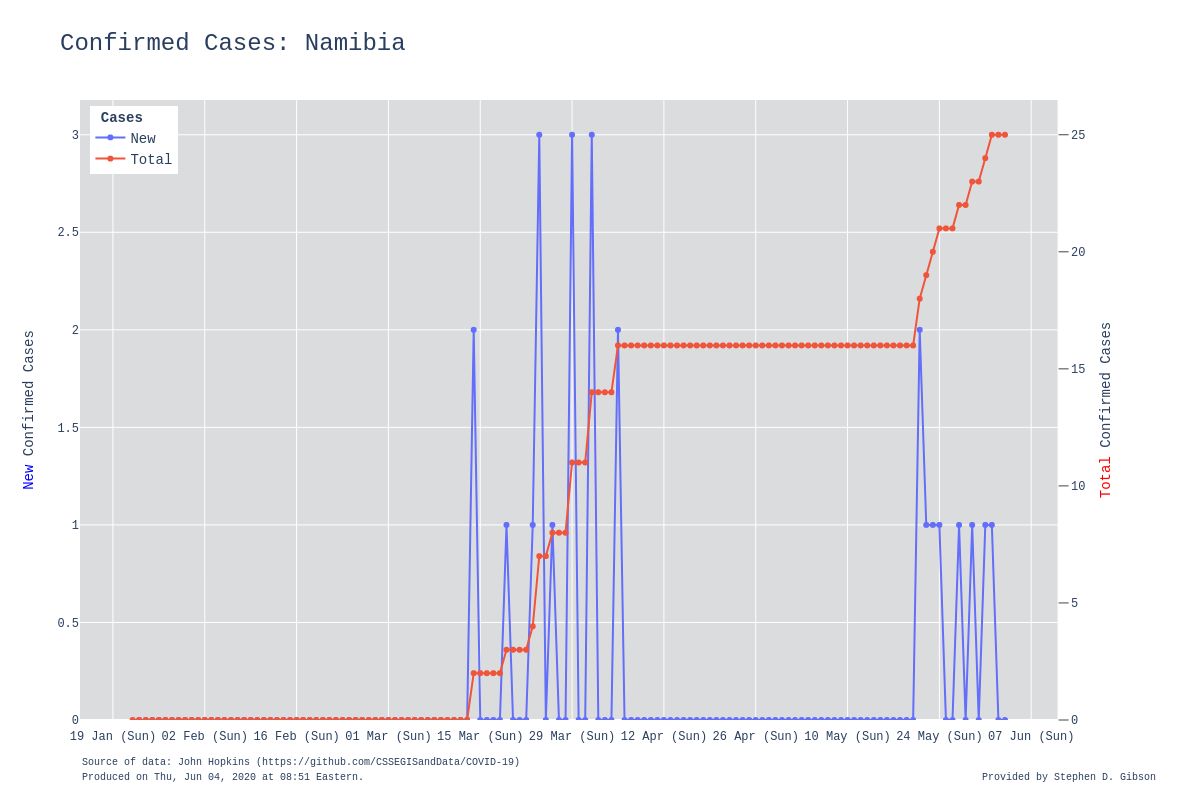 Confirmed Cases: Namibia
Cases
New
Total
3
2.5
2
1.5
1
0.5
0
25
20
15
10
5
0
New Confirmed Cases
Total Confirmed Cases
19 Jan (Sun) 02 Feb (Sun) 16 Feb (Sun) 01 Mar (Sun) 15 Mar (Sun) 29 Mar (Sun) 12 Apr (Sun) 26 Apr (Sun) 10 May (Sun) 24 May (Sun) 07 Jun (Sun)
Source of data: John Hopkins (https://github.com/CSSEGISandData/COVID-19)
Produced on Thu, Jun 04, 2020 at 08:51 Eastern.
Provided by Stephen D. Gibson